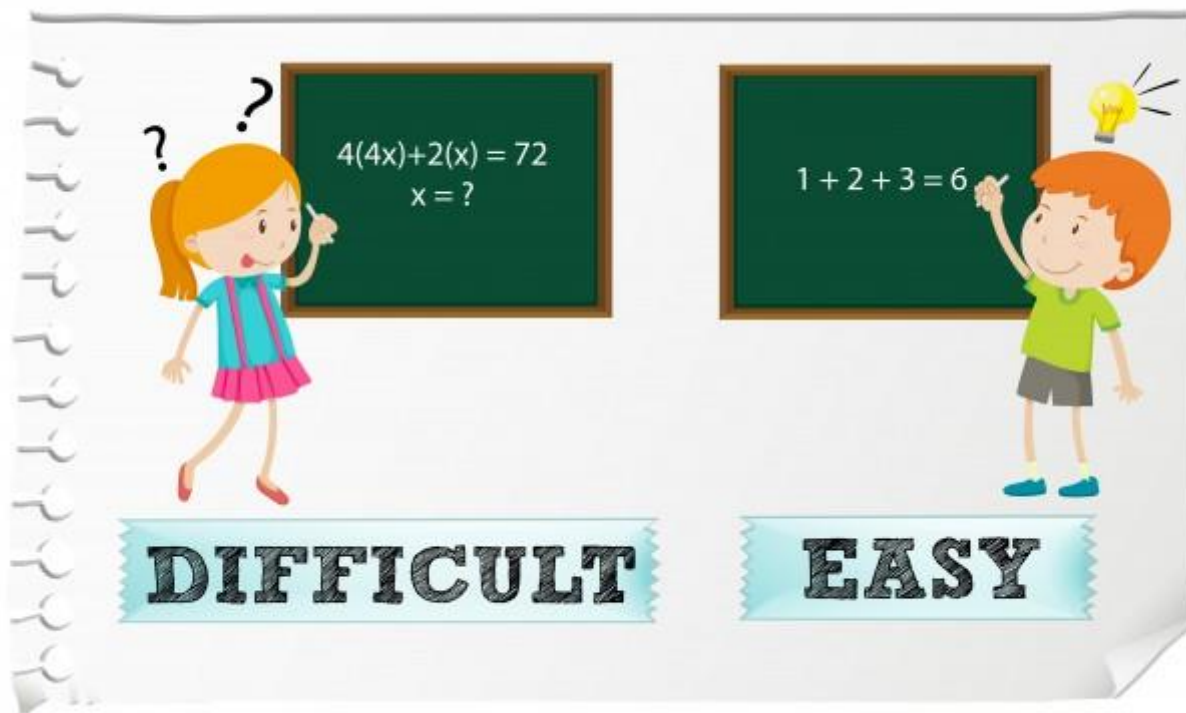 ? ?
4(4x)+2(x) = 72
x = ?
1 + 2 + 3 = 6
DIFFICULT
EASY